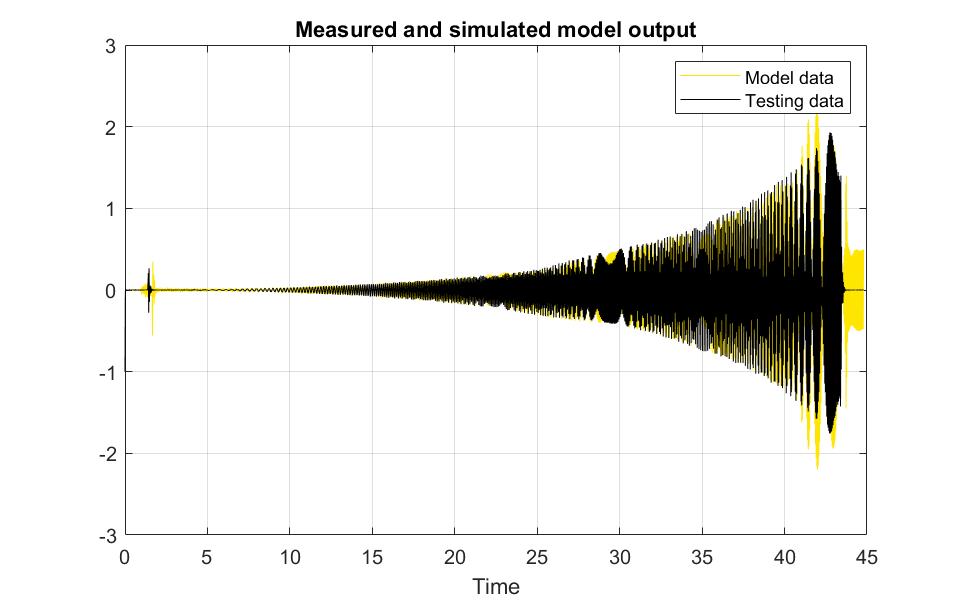 Measured and simulated model output
3
2
1
0
-1
-2
-3
Model data
Testing data
0 5 10 15 20 25 30 35 40 45
Time